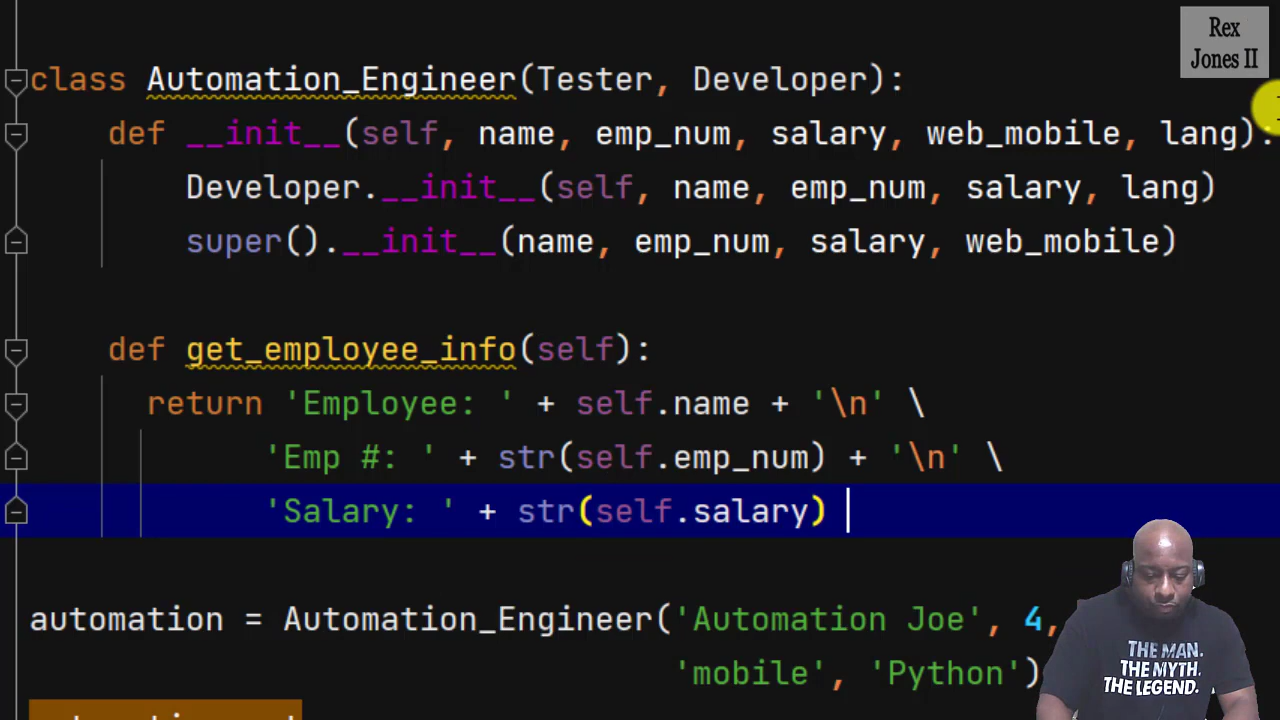 Rex
Jones II
class Automation_Engineer(Tester, Developer):
def __init__(self, name, emp_num, salary, web_mobile, lang):
Developer.__init__(self, name, emp_num, salary, lang)
super().__init__(name, emp_num, salary, web_mobile)
def get_employee_info(self):
return 'Employee: ' + self.name + '\n' \
'Emp #: ' + str(self.emp_num) + '\n' \
'Salary: ' + str(self.salary)
automation = Automation_Engineer('Automation Joe', 4,
'mobile', 'Python')
THE MAN.
THE MYTH.
THE LEGEND.